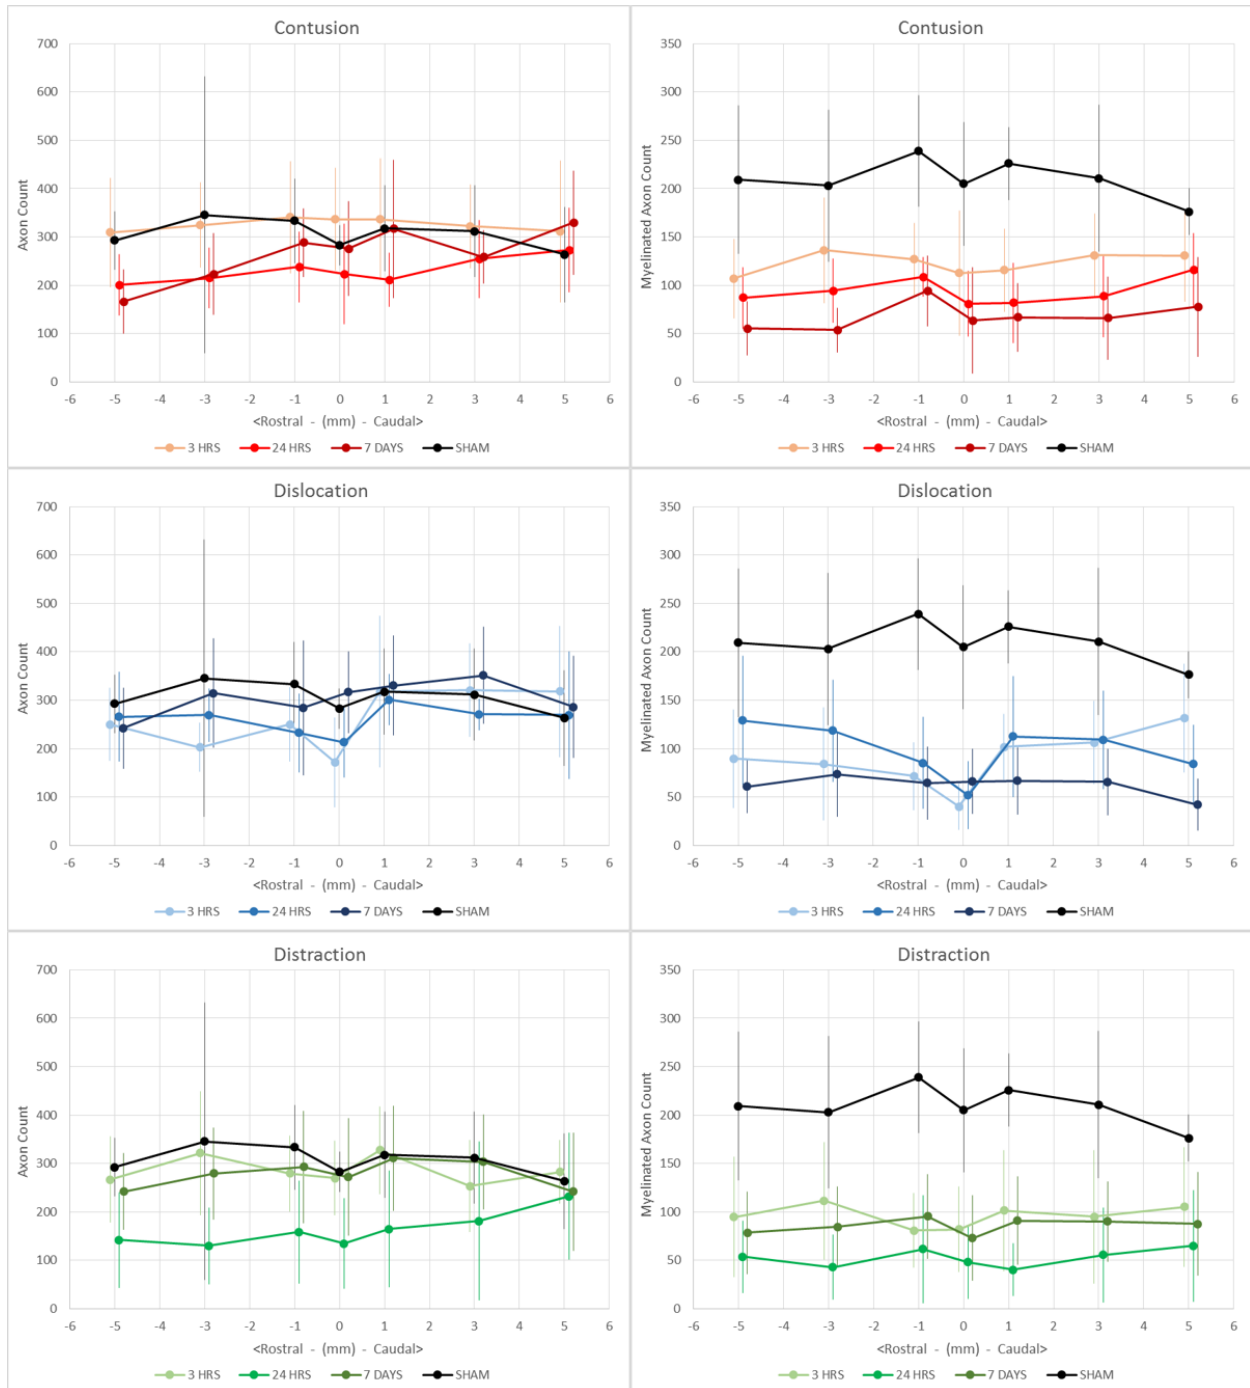 Contusion
700
600
500
400
300
200
100
0
Axon Count
-6 -5 -4 -3 -2 -1 0 1 2 3 4 5 6
<Rostral - (mm) - Caudal>
3 HRS 24 HRS 7 DAYS SHAM
Contusion
350
300
250
200
150
100
50
0
Myelinated Axon Count
-6 -5 -4 -3 -2 -1 0 1 2 3 4 5 6
<Rostral - (mm) - Caudal>
3 HRS 24 HRS 7 DAYS SHAM
Dislocation
700
600
500
400
300
200
100
0
Axon Count
-6 -5 -4 -3 -2 -1 0 1 2 3 4 5 6
<Rostral - (mm) - Caudal>
3 HRS 24 HRS 7 DAYS SHAM
Dislocation
350
300
250
200
150
100
50
0
Myelinated Axon Count
-6 -5 -4 -3 -2 -1 0 1 2 3 4 5 6
<Rostral - (mm) - Caudal>
3 HRS 24 HRS 7 DAYS SHAM
Distraction
700
600
500
400
300
200
100
0
Axon Count
-6 -5 -4 -3 -2 -1 0 1 2 3 4 5 6
<Rostral - (mm) - Caudal>
3 HRS 24 HRS 7 DAYS SHAM
Distraction
350
300
250
200
150
100
50
0
Myelinated Axon Count
-6 -5 -4 -3 -2 -1 0 1 2 3 4 5 6
<Rostral - (mm) - Caudal>
3 HRS 24 HRS 7 DAYS SHAM